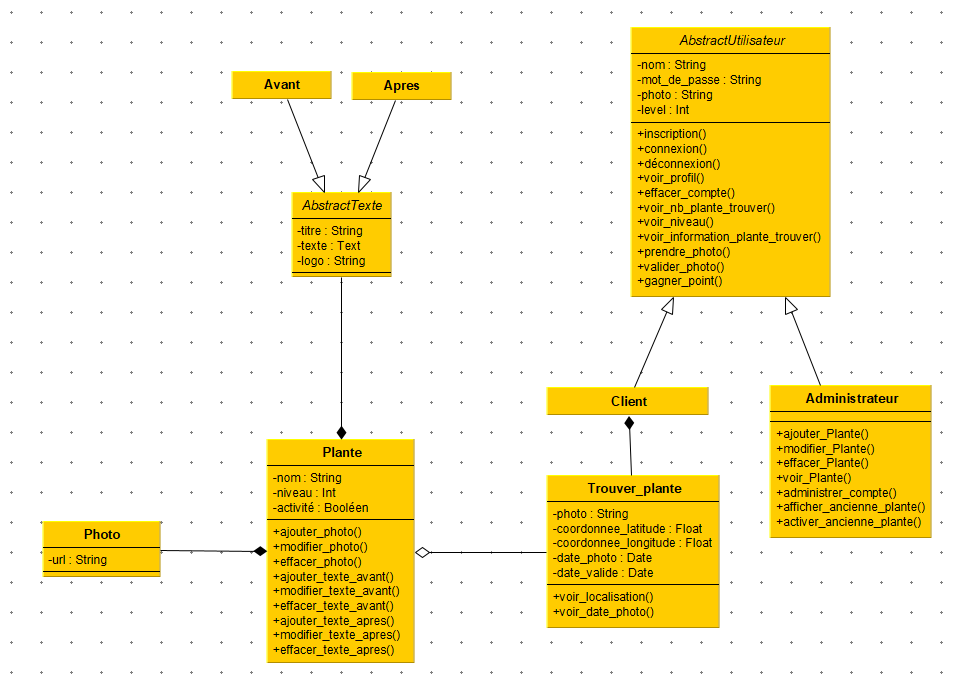 AbstractUtilisateur
-nom : String
-mot_de_passe : String
-photo : String
-level : Int
+inscription()
+connexion()
+déconnexion()
+voir_profil()
+effacer_compte()
+voir_nb_plante_trouver()
+voir_niveau()
+voir_information_plante_trouver()
+prendre_photo()
+valider_photo()
+gagner_point()
Avant
Apres
AbstractTexte
-titre : String
-texte : Text
-logo : String
Client
Administrateur
+ajouter_Plante()
+modifier_Plante()
+effacer_Plante()
+voir_Plante()
+administrer_compte()
+afficher_ancienne_plante()
+activer_ancienne_plante()
Plante
-nom : String
-niveau : Int
-activité : Booléen
+ajouter_photo()
+modifier_photo()
+effacer_photo()
+ajouter_texte_avant()
+modifier_texte_avant()
+effacer_texte_avant()
+ajouter_texte_apres()
+modifier_texte_apres()
+effacer_texte_apres()
Trouver_plante
-photo : String
-coordonnee_latitude : Float
-coordonnee_longitude : Float
-date_photo : Date
-date_valide : Date
+voir_localisation()
+voir_date_photo()
Photo
-url : String